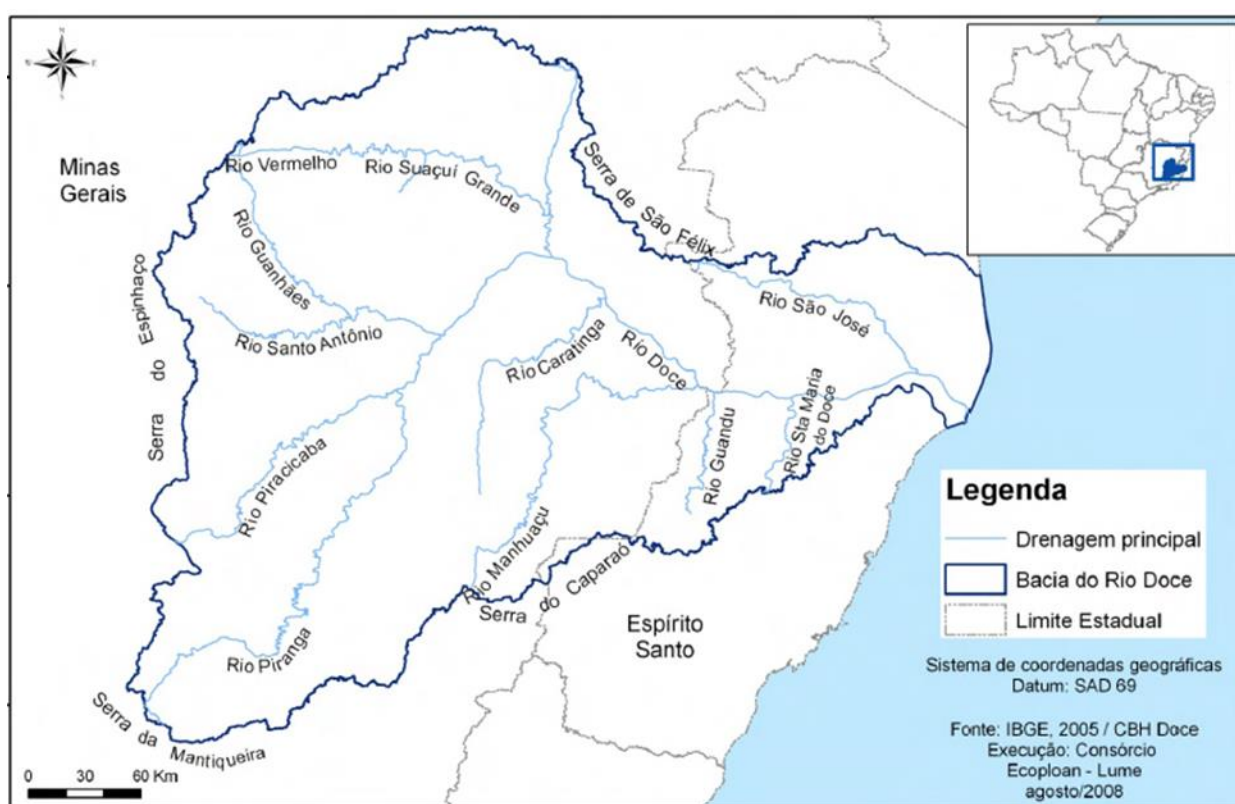 N
Minas
Gerais
Rio Vermelho
Rio Suaçuí Grande
Serra de São Félix
Rio Guanhães
Serra do Espinhaço
Rio Santo Antônio
Rio São José
Rio Caratinga
Rio Doce
Rio Guandu
Rio Sta Maria
do Doce
Rio Piracicaba
Rio Manhuaçu
Serra do Caparaó
Espírito
Santo
Rio Piranga
Serra da Mantiqueira
0 30 60 Km
Legenda
Drenagem principal
Bacia do Rio Doce
Limite Estadual
Sistema de coordenadas geográficas
Datum: SAD 69
Fonte: IBGE, 2005 / CBH Doce
Execução: Consórcio
Ecoploan - Lume
agosto/2008